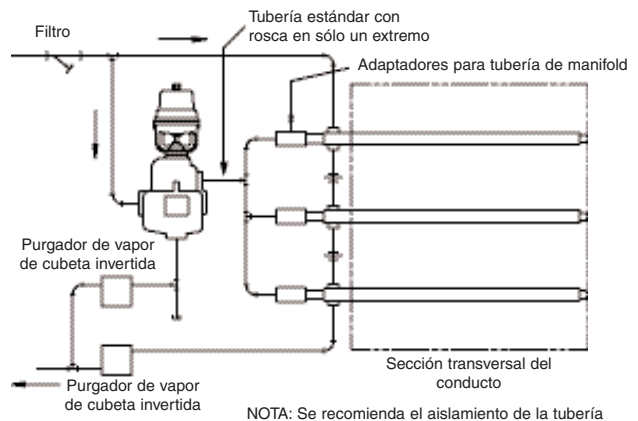 Tubería estándar con
rosca en sólo un extremo
Filtro
Adaptadores para tubería de manifold
Purgador de vapor
de cubeta invertida
Sección transversal del
conducto
Purgador de vapor
de cubeta invertida
NOTA: Se recomienda el aislamiento de la tubería